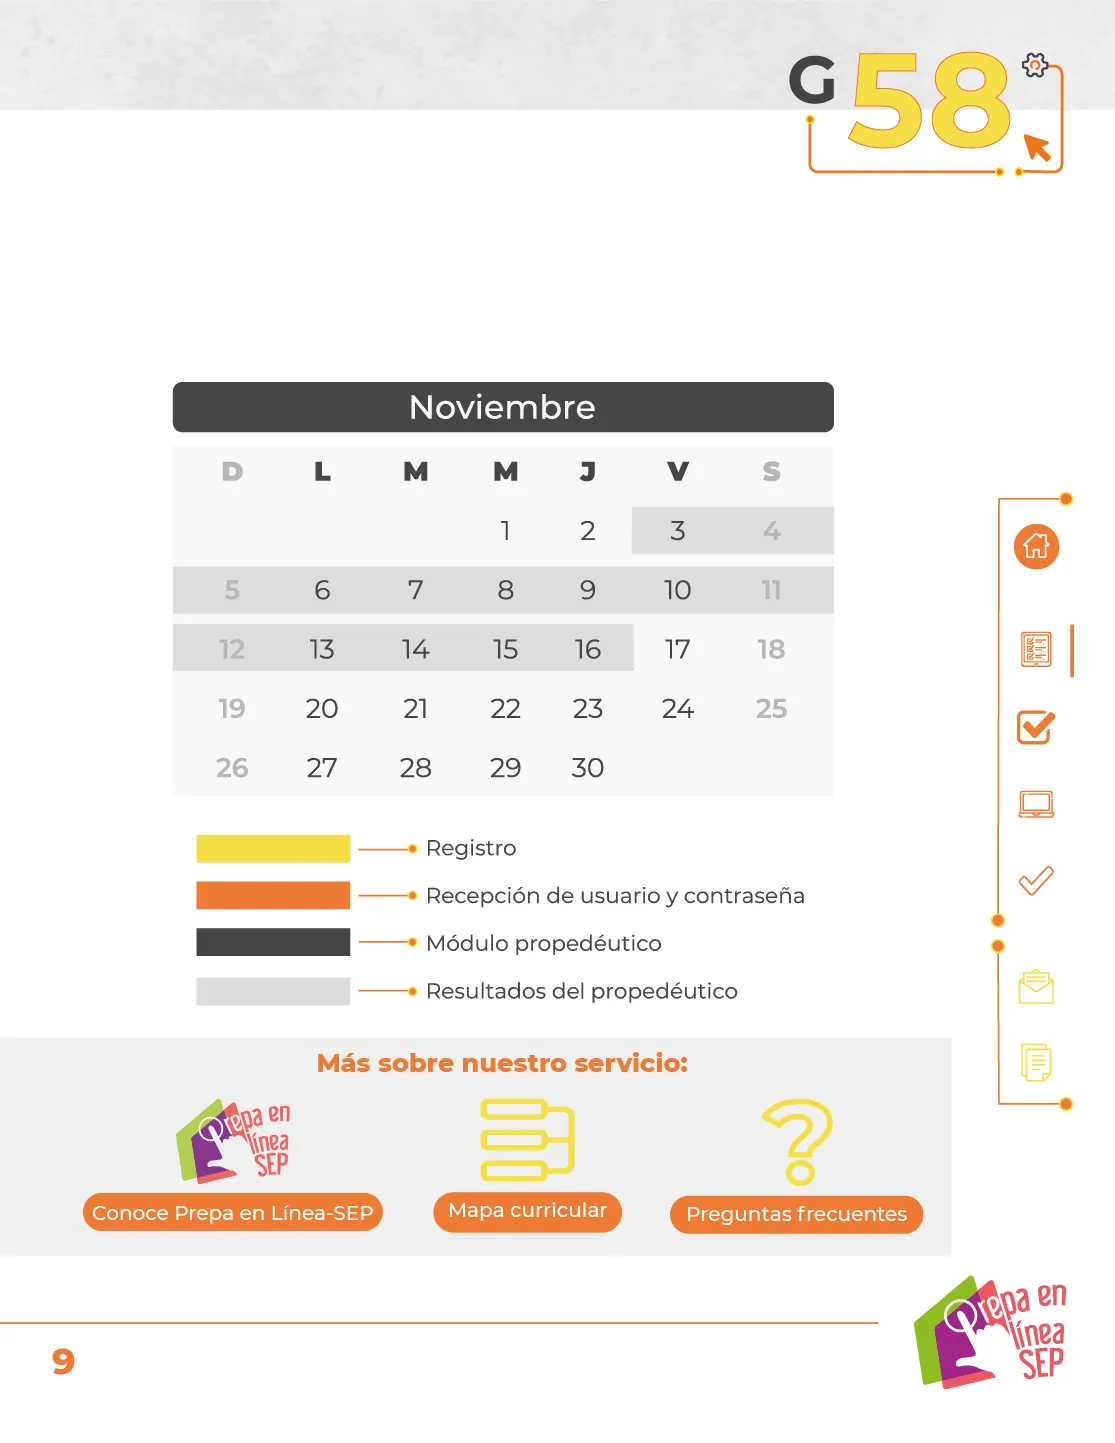 G 58
Noviembre
D L M M J V S
1 2 3 4
5 6 7 8 9 10 11
12 13 14 15 16 17 18
19 20 21 22 23 24 25
26 27 28 29 30
Registro
Recepción de usuario y contraseña
Módulo propedéutico
Resultados del propedéutico
Más sobre nuestro servicio:
Prepa en
línea
SEP
Conoce Prepa en Línea-SEP
Mapa curricular
Preguntas frecuentes
Prepa en
línea
SEP
9